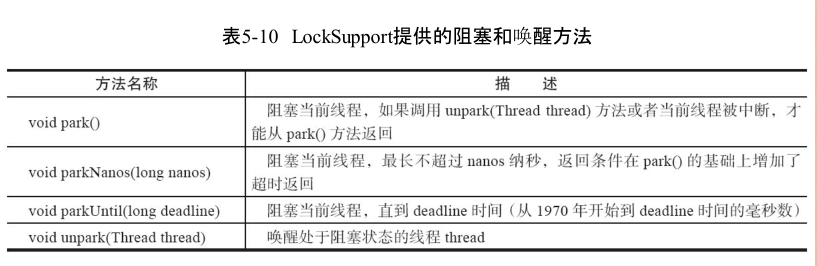 表5-10 LockSupport提供的阻塞和唤醒方法
方法名称 描 述
void park() 阻塞当前线程，如果调用 unpark(Thread thread) 方法或者当前线程被中断，才
能从 park() 方法返回
void parkNanos(long nanos) 阻塞当前线程，最长不超过 nanos 纳秒，返回条件在 park() 的基础上增加了
超时返回
void parkUntil(long deadline) 阻塞当前线程，直到 deadline 时间（从 1970 年开始到 deadline 时间的毫秒数）
void unpark(Thread thread) 唤醒处于阻塞状态的线程 thread